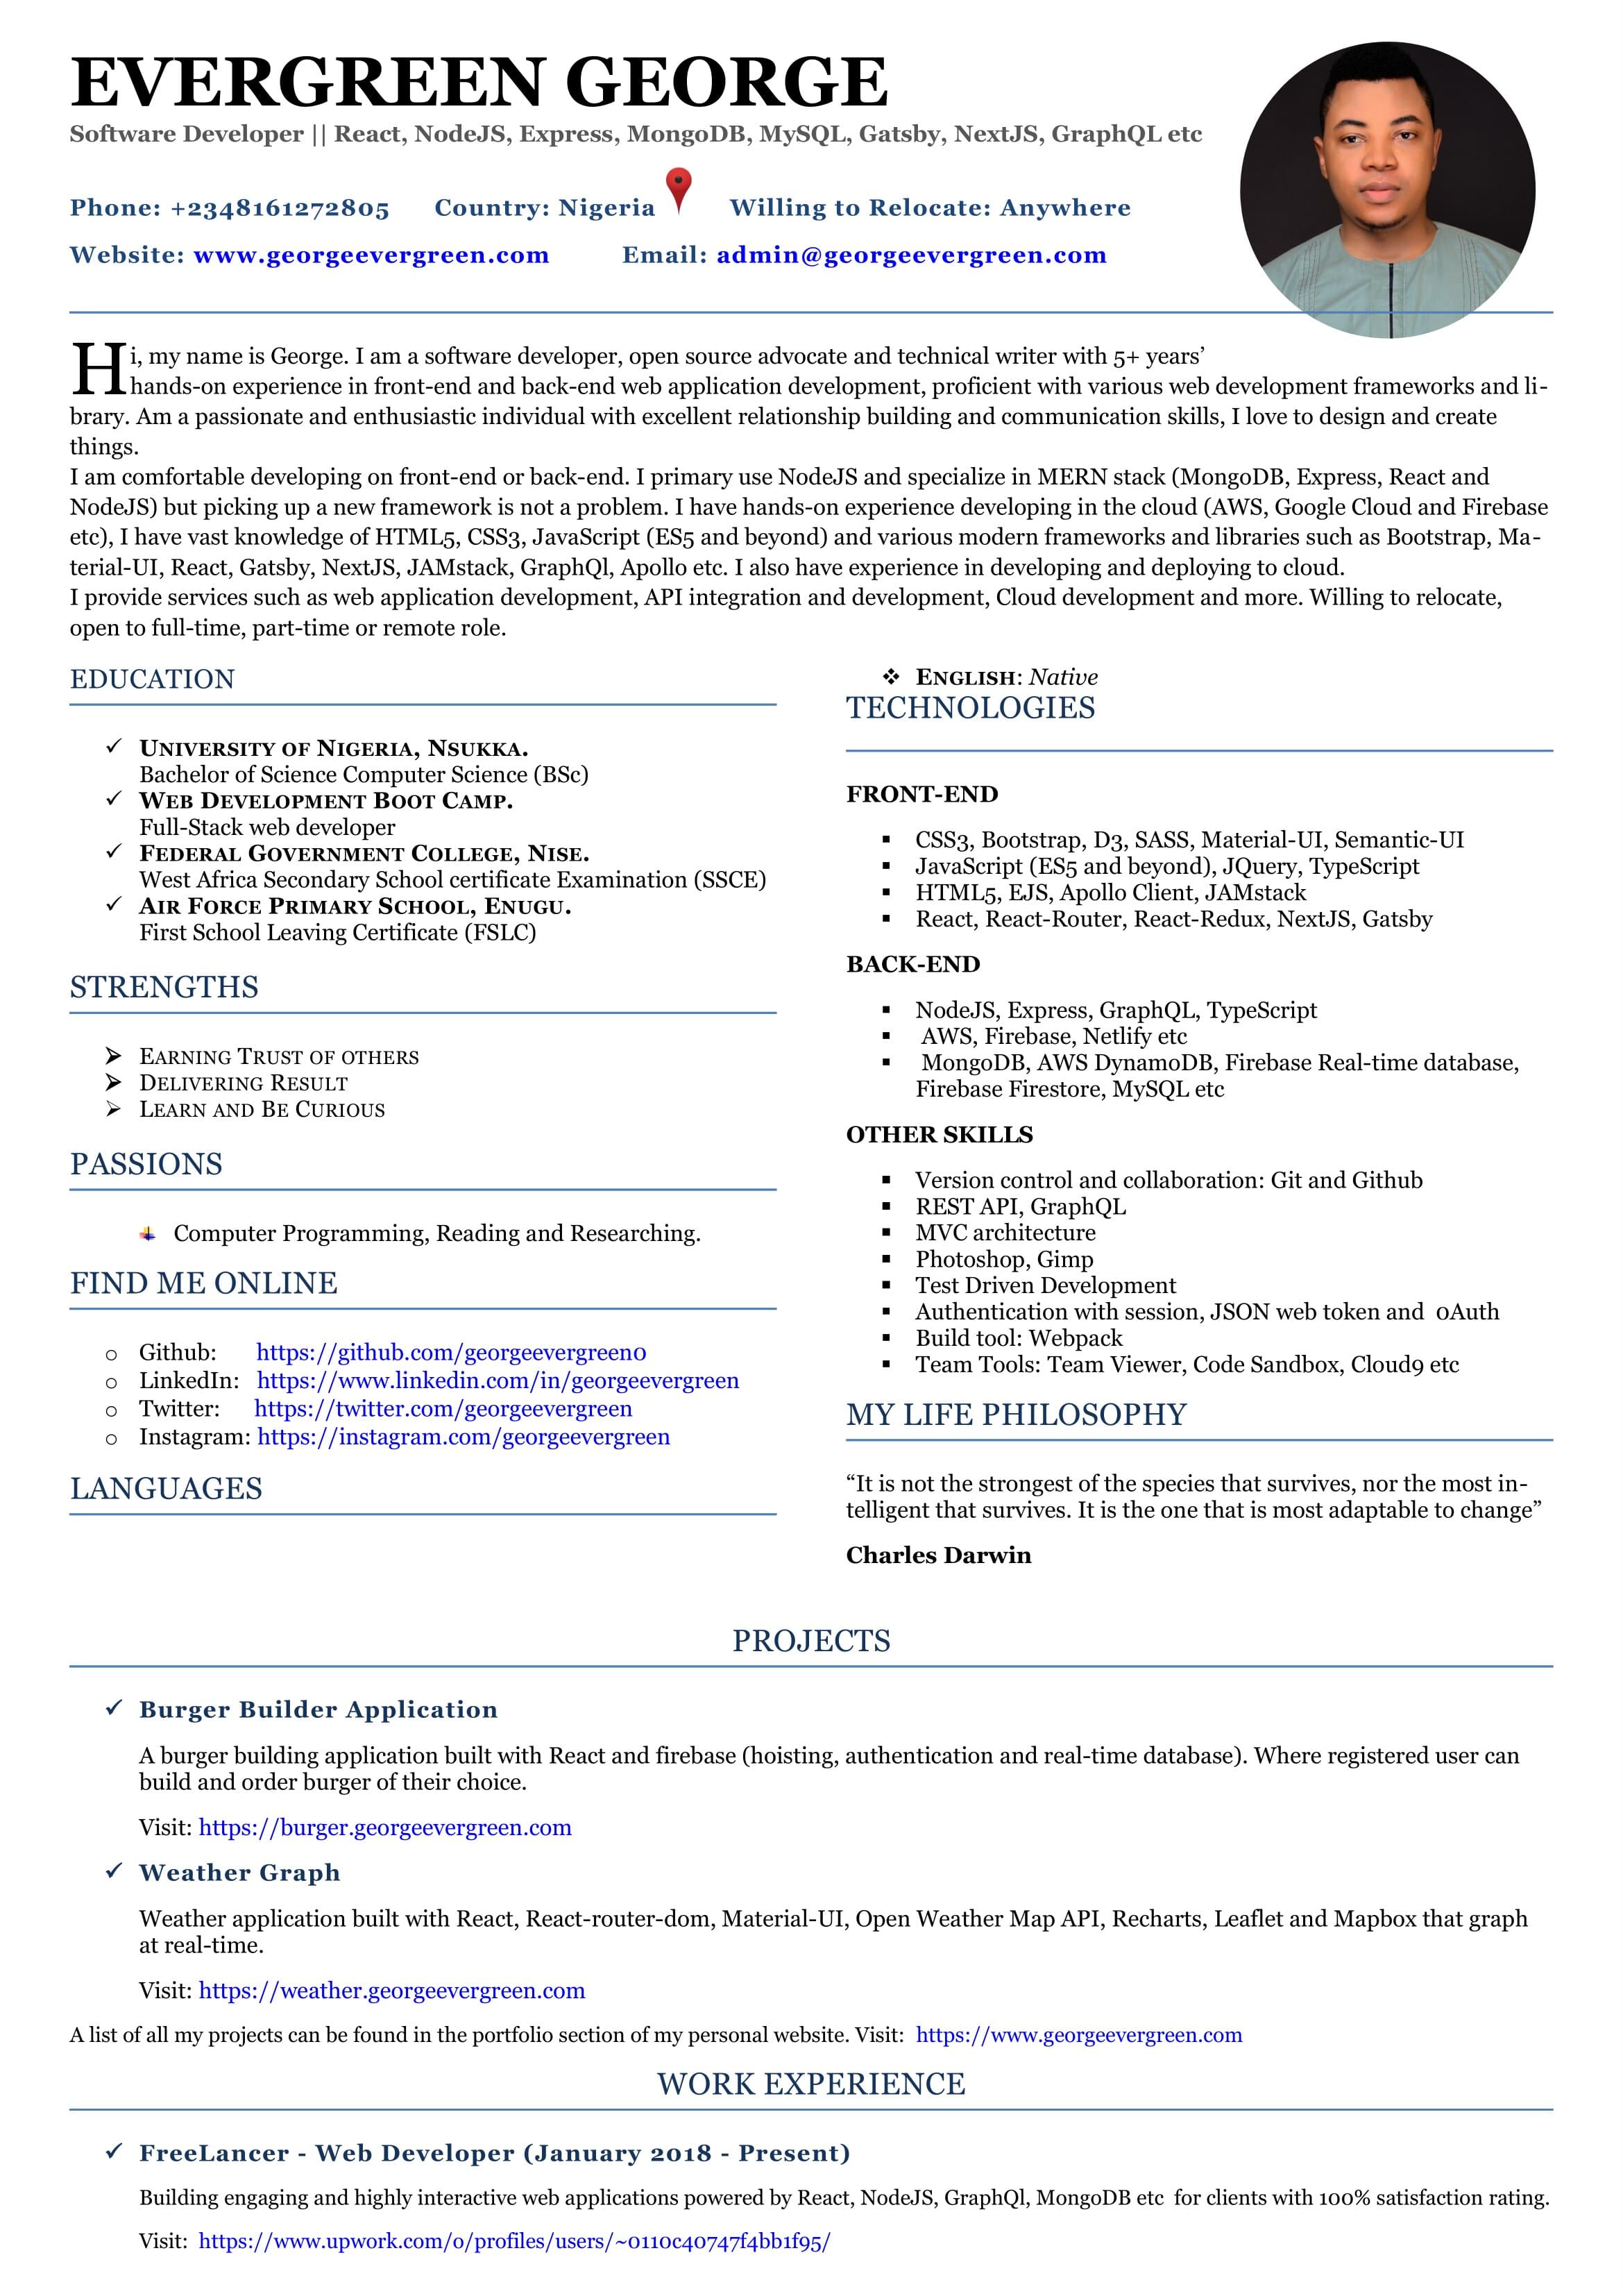 EVERGREEN GEORGE
Software Developer || React, NodeJS, Express, MongoDB, MySQL, Gatsby, NextJS, GraphQL etc
Phone: +2348161272805 Country: Nigeria Willing to Relocate: Anywhere
Website: www.georgeevergreen.com Email: admin@georgeevergreen.com
Hi, my name is George. I am a software developer, open source advocate and technical writer with 5+ years’
hands-on experience in front-end and back-end web application development, proficient with various web development frameworks and li-
brary. Am a passionate and enthusiastic individual with excellent relationship building and communication skills, I love to design and create
things.
I am comfortable developing on front-end or back-end. I primary use NodeJS and specialize in MERN stack (MongoDB, Express, React and
NodeJS) but picking up a new framework is not a problem. I have hands-on experience developing in the cloud (AWS, Google Cloud and Firebase
etc), I have vast knowledge of HTML5, CSS3, JavaScript (ES5 and beyond) and various modern frameworks and libraries such as Bootstrap, Ma-
terial-UI, React, Gatsby, NextJS, JAMstack, GraphQl, Apollo etc. I also have experience in developing and deploying to cloud.
I provide services such as web application development, API integration and development, Cloud development and more. Willing to relocate,
open to full-time, part-time or remote role.
EDUCATION
✓ UNIVERSITY OF NIGERIA, NSUKKA.
Bachelor of Science Computer Science (BSc)
✓ WEB DEVELOPMENT BOOT CAMP.
Full-Stack web developer
✓ FEDERAL GOVERNMENT COLLEGE, NISE.
West Africa Secondary School certificate Examination (SSCE)
✓ AIR FORCE PRIMARY SCHOOL, ENUGU.
First School Leaving Certificate (FSLC)
STRENGTHS
➢ EARNING TRUST OF OTHERS
➢ DELIVERING RESULT
➢ LEARN AND BE CURIOUS
PASSIONS
Computer Programming, Reading and Researching.
FIND ME ONLINE
o Github: https://github.com/georgeevergreen0
o LinkedIn: https://www.linkedin.com/in/georgeevergreen
o Twitter: https://twitter.com/georgeevergreen
o Instagram: https://instagram.com/georgeevergreen
LANGUAGES
❖ ENGLISH: Native
TECHNOLOGIES
FRONT-END
▪ CSS3, Bootstrap, D3, SASS, Material-UI, Semantic-UI
▪ JavaScript (ES5 and beyond), JQuery, TypeScript
▪ HTML5, EJS, Apollo Client, JAMstack
▪ React, React-Router, React-Redux, NextJS, Gatsby
BACK-END
▪ NodeJS, Express, GraphQL, TypeScript
▪ AWS, Firebase, Netlify etc
▪ MongoDB, AWS DynamoDB, Firebase Real-time database,
Firebase Firestore, MySQL etc
OTHER SKILLS
▪ Version control and collaboration: Git and Github
▪ REST API, GraphQL
▪ MVC architecture
▪ Photoshop, Gimp
▪ Test Driven Development
▪ Authentication with session, JSON web token and 0Auth
▪ Build tool: Webpack
▪ Team Tools: Team Viewer, Code Sandbox, Cloud9 etc
MY LIFE PHILOSOPHY
“It is not the strongest of the species that survives, nor the most in-
telligent that survives. It is the one that is most adaptable to change”
Charles Darwin
PROJECTS
✓ Burger Builder Application
A burger building application built with React and firebase (hoisting, authentication and real-time database). Where registered user can
build and order burger of their choice.
Visit: https://burger.georgeevergreen.com
✓ Weather Graph
Weather application built with React, React-router-dom, Material-UI, Open Weather Map API, Recharts, Leaflet and Mapbox that graph
at real-time.
Visit: https://weather.georgeevergreen.com
A list of all my projects can be found in the portfolio section of my personal website. Visit: https://www.georgeevergreen.com
WORK EXPERIENCE
✓ FreeLancer - Web Developer (January 2018 - Present)
Building engaging and highly interactive web applications powered by React, NodeJS, GraphQl, MongoDB etc for clients with 100% satisfaction rating.
Visit: https://www.upwork.com/o/profiles/users/~0110c40747f4bb1f95/